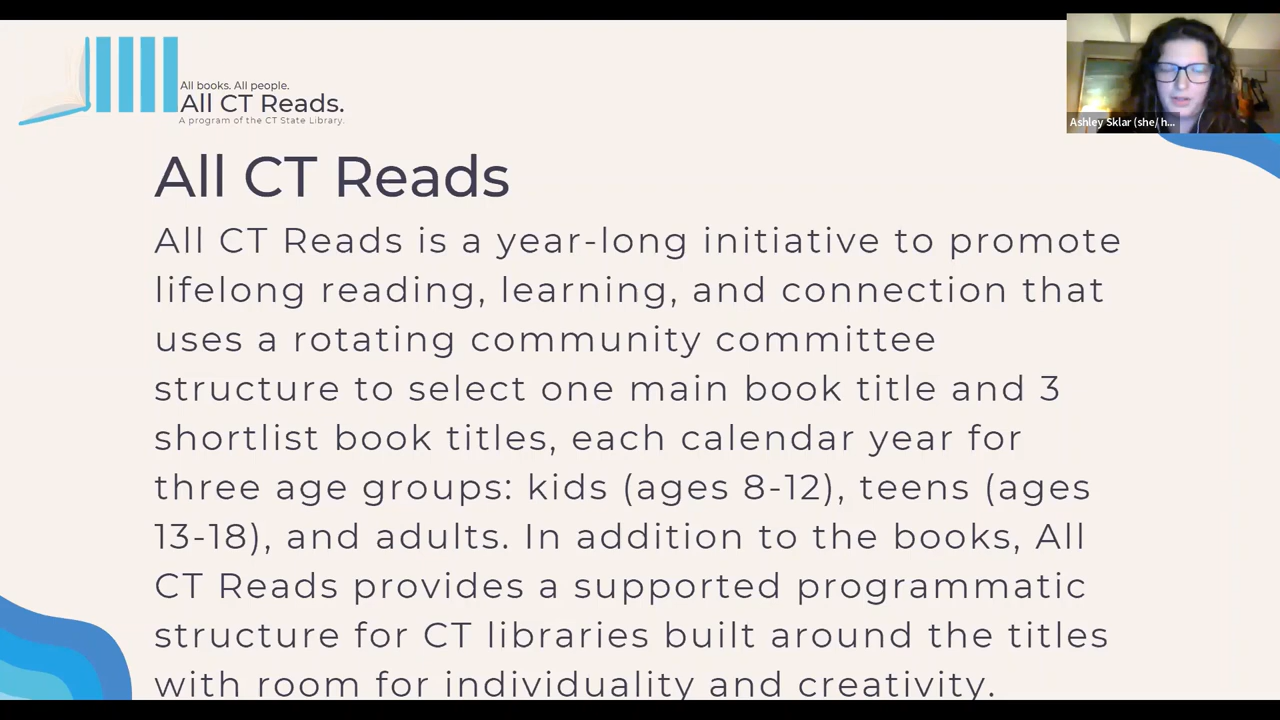 All books. All people.
All CT Reads.
A program of the CT State Library.
Ashley Sklar (she/ h...
All CT Reads
All CT Reads is a year-long initiative to promote
lifelong reading, learning, and connection that
uses a rotating community committee
structure to select one main book title and 3
shortlist book titles, each calendar year for
three age groups: kids (ages 8-12), teens (ages
13-18), and adults. In addition to the books, All
CT Reads provides a supported programmatic
structure for CT libraries built around the titles
with room for individuality and creativity.